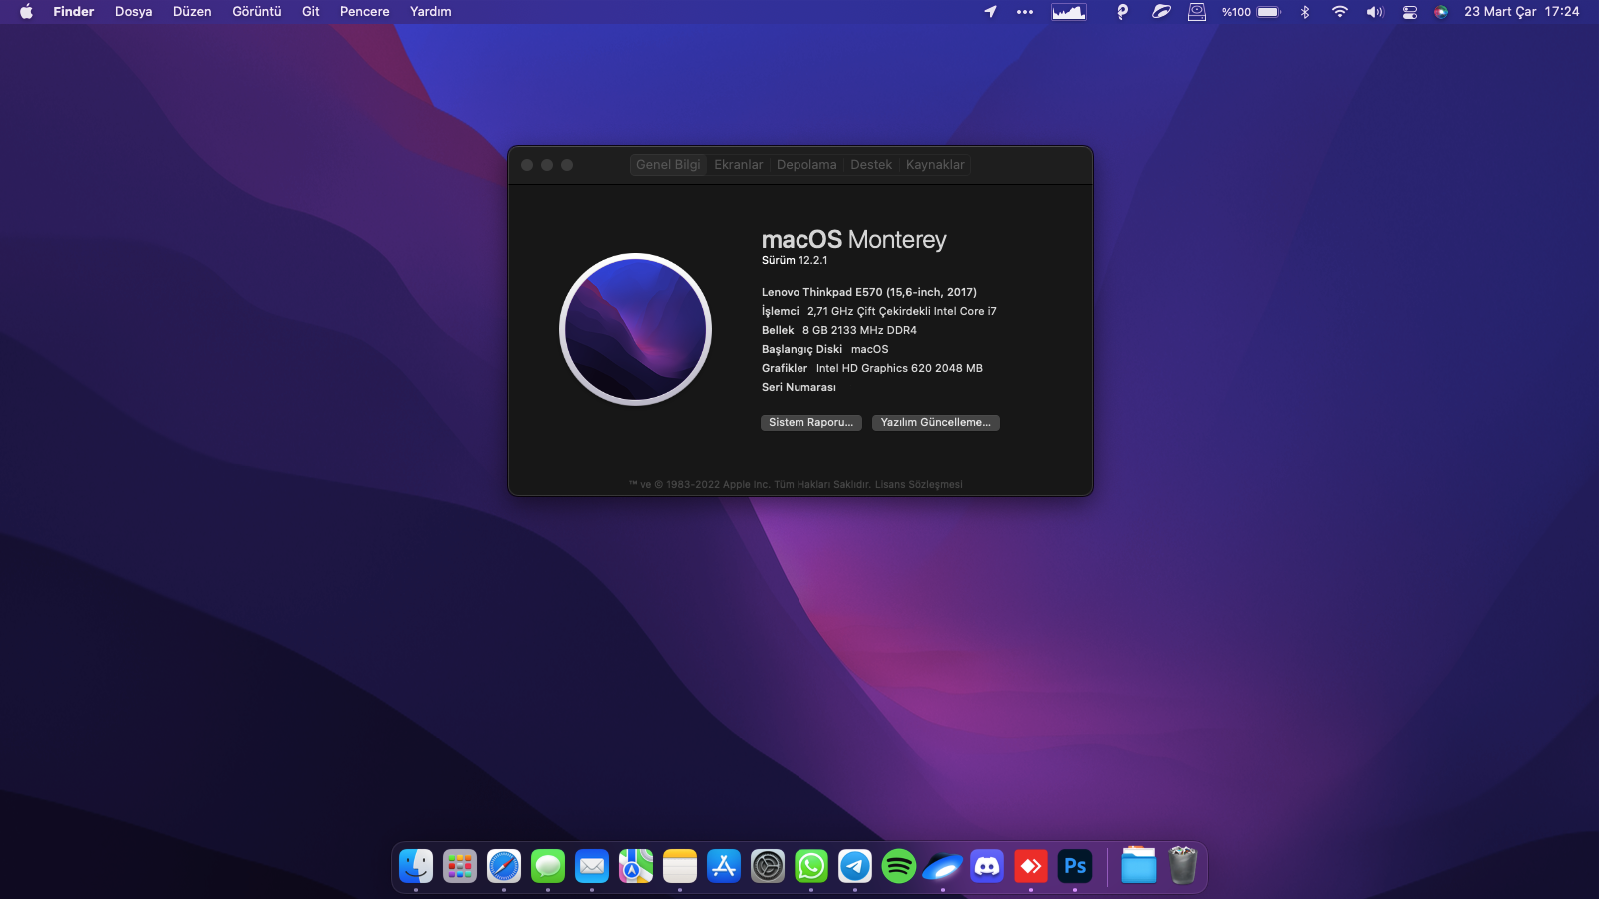 Finder Dosya Düzen Görüntü Git Pencere Yardım %100 23 Mart Çar 17:24
Genel Bilgi Ekranlar Depolama Destek Kaynaklar
macOS Monterey
Sürüm 12.2.1
Lenovo Thinkpad E570 (15,6-inch, 2017)
İşlemci 2,71 GHz Çift Çekirdekli Intel Core i7
Bellek 8 GB 2133 MHz DDR4
Başlangıç Diski macOS
Grafikler Intel HD Graphics 620 2048 MB
Seri Numarası
Sistem Raporu... Yazılım Güncelleme...
™ ve © 1983-2022 Apple Inc. Tüm Hakları Saklıdır. Lisans Sözleşmesi
Ps